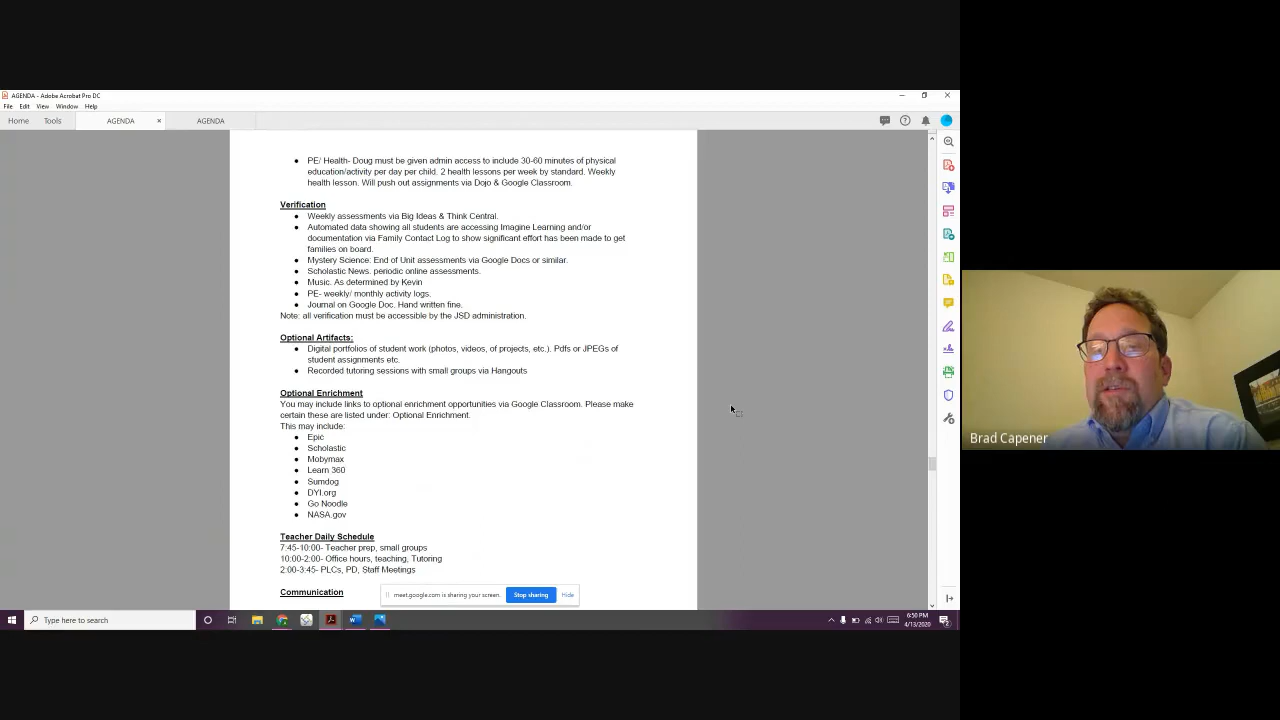 AGENDA - Adobe Acrobat Pro DC
File Edit View Window Help
Home Tools AGENDA × AGENDA
• PE/ Health- Doug must be given admin access to include 30-60 minutes of physical
education/activity per day per child. 2 health lessons per week by standard. Weekly
health lesson. Will push out assignments via Dojo & Google Classroom.
Verification
• Weekly assessments via Big Ideas & Think Central.
• Automated data showing all students are accessing Imagine Learning and/or
documentation via Family Contact Log to show significant effort has been made to get
families on board.
• Mystery Science: End of Unit assessments via Google Docs or similar.
• Scholastic News. periodic online assessments.
• Music. As determined by Kevin
• PE- weekly/ monthly activity logs.
• Journal on Google Doc. Hand written fine.
Note: all verification must be accessible by the JSD administration.
Optional Artifacts:
• Digital portfolios of student work (photos, videos, of projects, etc.). Pdfs or JPEGs of
student assignments etc.
• Recorded tutoring sessions with small groups via Hangouts
Optional Enrichment
You may include links to optional enrichment opportunities via Google Classroom. Please make
certain these are listed under: Optional Enrichment.
This may include:
• Epic
• Scholastic
• Mobymax
• Learn 360
• Sumdog
• DYI.org
• Go Noodle
• NASA.gov
Teacher Daily Schedule
7:45-10:00- Teacher prep, small groups
10:00-2:00- Office hours, teaching, Tutoring
2:00-3:45- PLCs, PD, Staff Meetings
Communication
meet.google.com is sharing your screen. Stop sharing Hide
Type here to search
6:50 PM
4/13/2020
Brad Capener